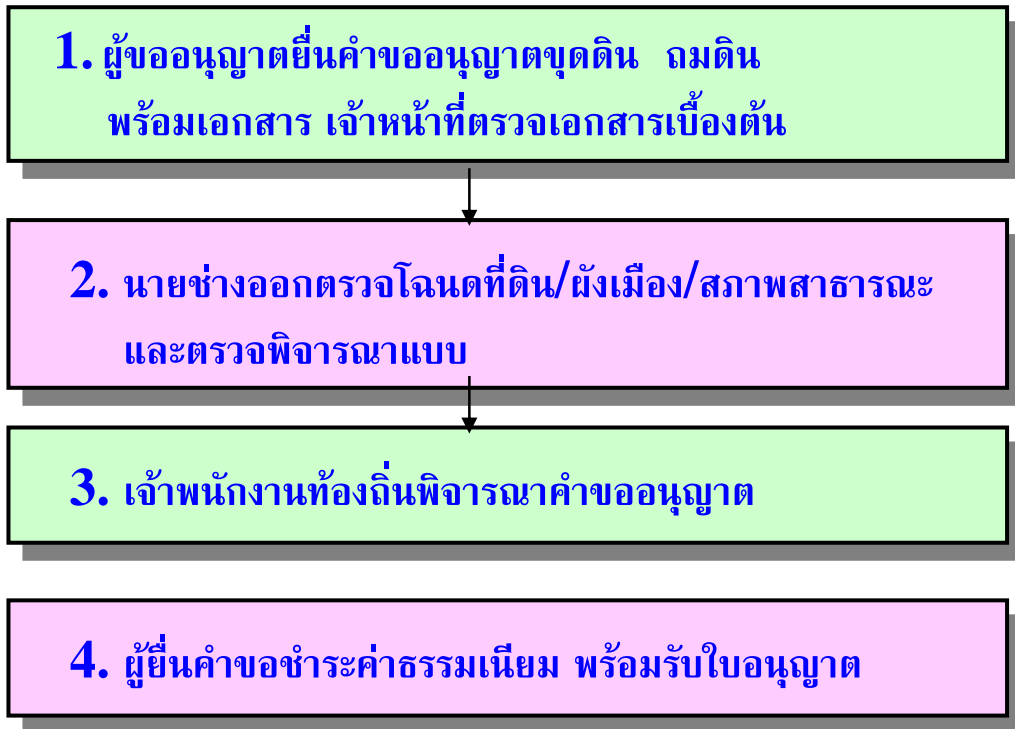 1. ผู้ขออนุญาตยื่นคำขออนุญาตขุดดิน ถมดิน
พร้อมเอกสาร เจ้าหน้าที่ตรวจเอกสารเบื้องต้น
2. นายช่างออกตรวจโฉนดที่ดิน/ผังเมือง/สภาพสาธารณะ
และตรวจพิจารณาแบบ
3. เจ้าพนักงานท้องถิ่นพิจารณาคำขออนุญาต
4. ผู้ยื่นคำขอชำระค่าธรรมเนียม พร้อมรับใบอนุญาต